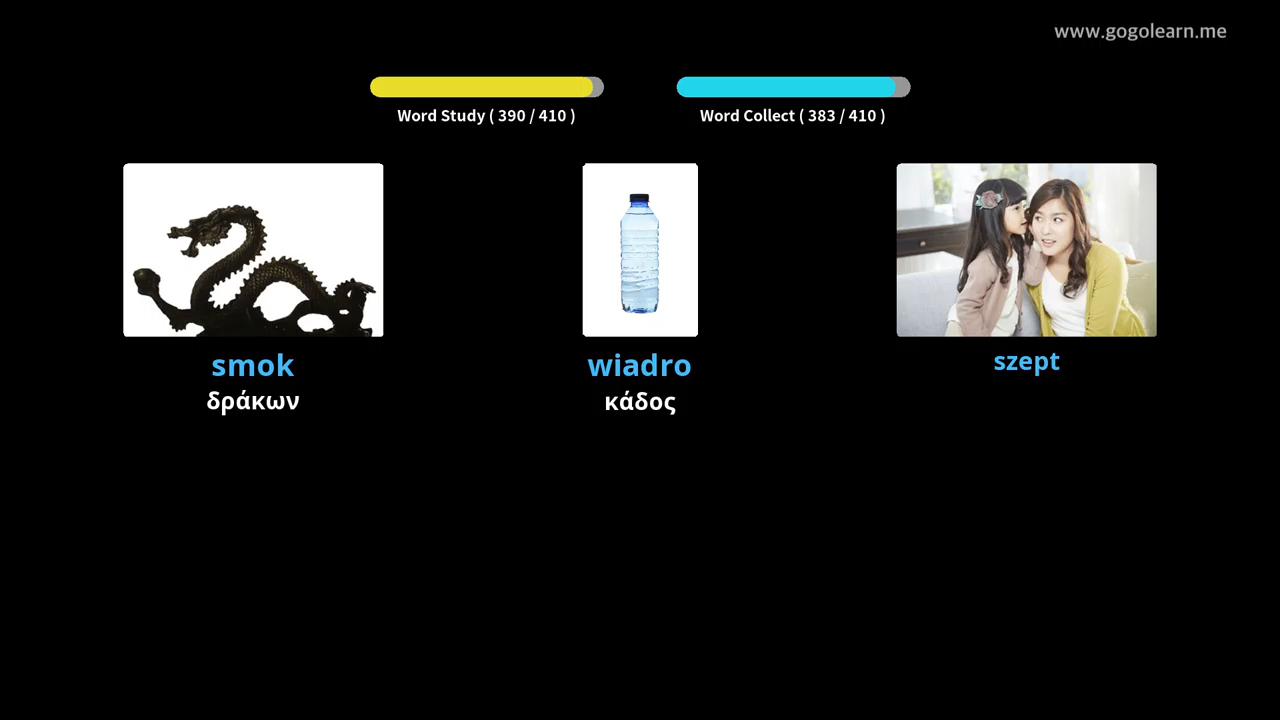 www.gogolearn.me
Word Study ( 390 / 410 )
Word Collect ( 383 / 410 )
smok
δράκων
wiadro
κάδος
szept